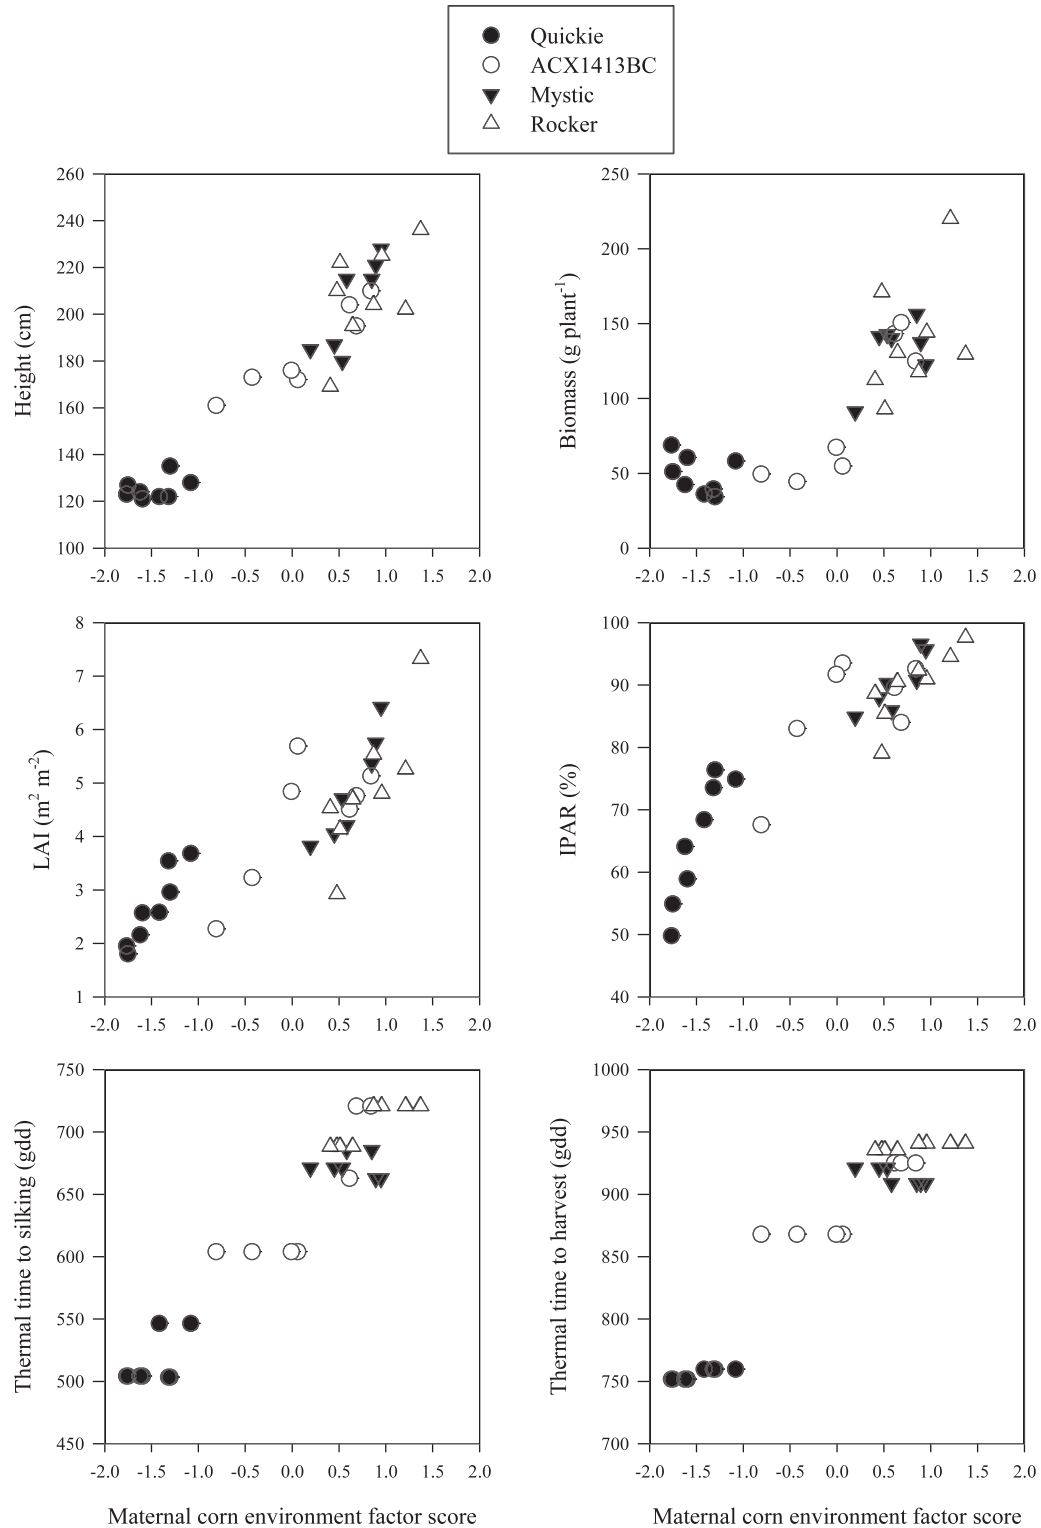 Quickie
ACX1413BC
Mystic
Rocker
260
240
220
200
180
160
140
120
100
Height (cm)
-2.0 -1.5 -1.0 -0.5 0.0 0.5 1.0 1.5 2.0
250
200
150
100
50
0
Biomass (g plant⁻¹)
-2.0 -1.5 -1.0 -0.5 0.0 0.5 1.0 1.5 2.0
8
7
6
5
4
3
2
1
LAI (m² m⁻²)
-2.0 -1.5 -1.0 -0.5 0.0 0.5 1.0 1.5 2.0
100
90
80
70
60
50
40
IPAR (%)
-2.0 -1.5 -1.0 -0.5 0.0 0.5 1.0 1.5 2.0
750
700
650
600
550
500
450
Thermal time to silking (gdd)
-2.0 -1.5 -1.0 -0.5 0.0 0.5 1.0 1.5 2.0
Maternal corn environment factor score
1000
950
900
850
800
750
700
Thermal time to harvest (gdd)
-2.0 -1.5 -1.0 -0.5 0.0 0.5 1.0 1.5 2.0
Maternal corn environment factor score